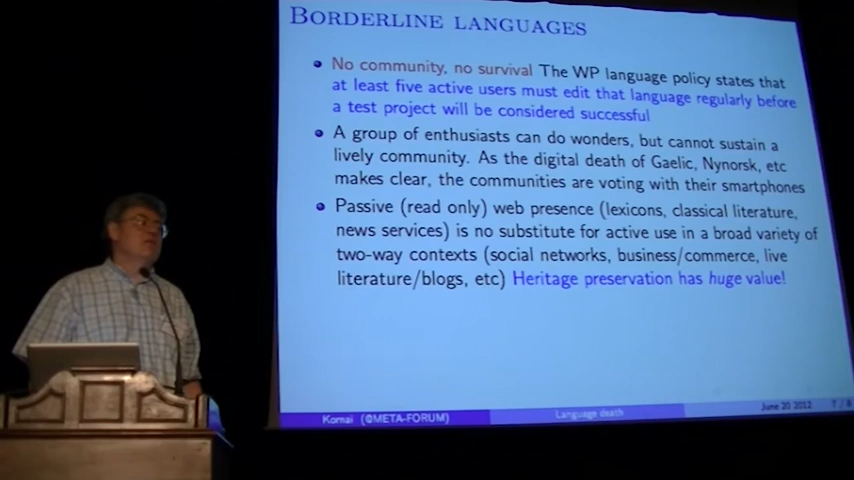 BORDERLINE LANGUAGES
No community, no survival The WP language policy states that
at least five active users must edit that language regularly before
a test project will be considered successful
A group of enthusiasts can do wonders, but cannot sustain a
lively community. As the digital death of Gaelic, Nynorsk, etc
makes clear, the communities are voting with their smartphones
Passive (read only) web presence (lexicons, classical literature,
news services) is no substitute for active use in a broad variety of
two-way contexts (social networks, business/commerce, live
literature/blogs, etc) Heritage preservation has huge value!
Kornai (@META-FORUM) Language death June 20 2012 7 / 8